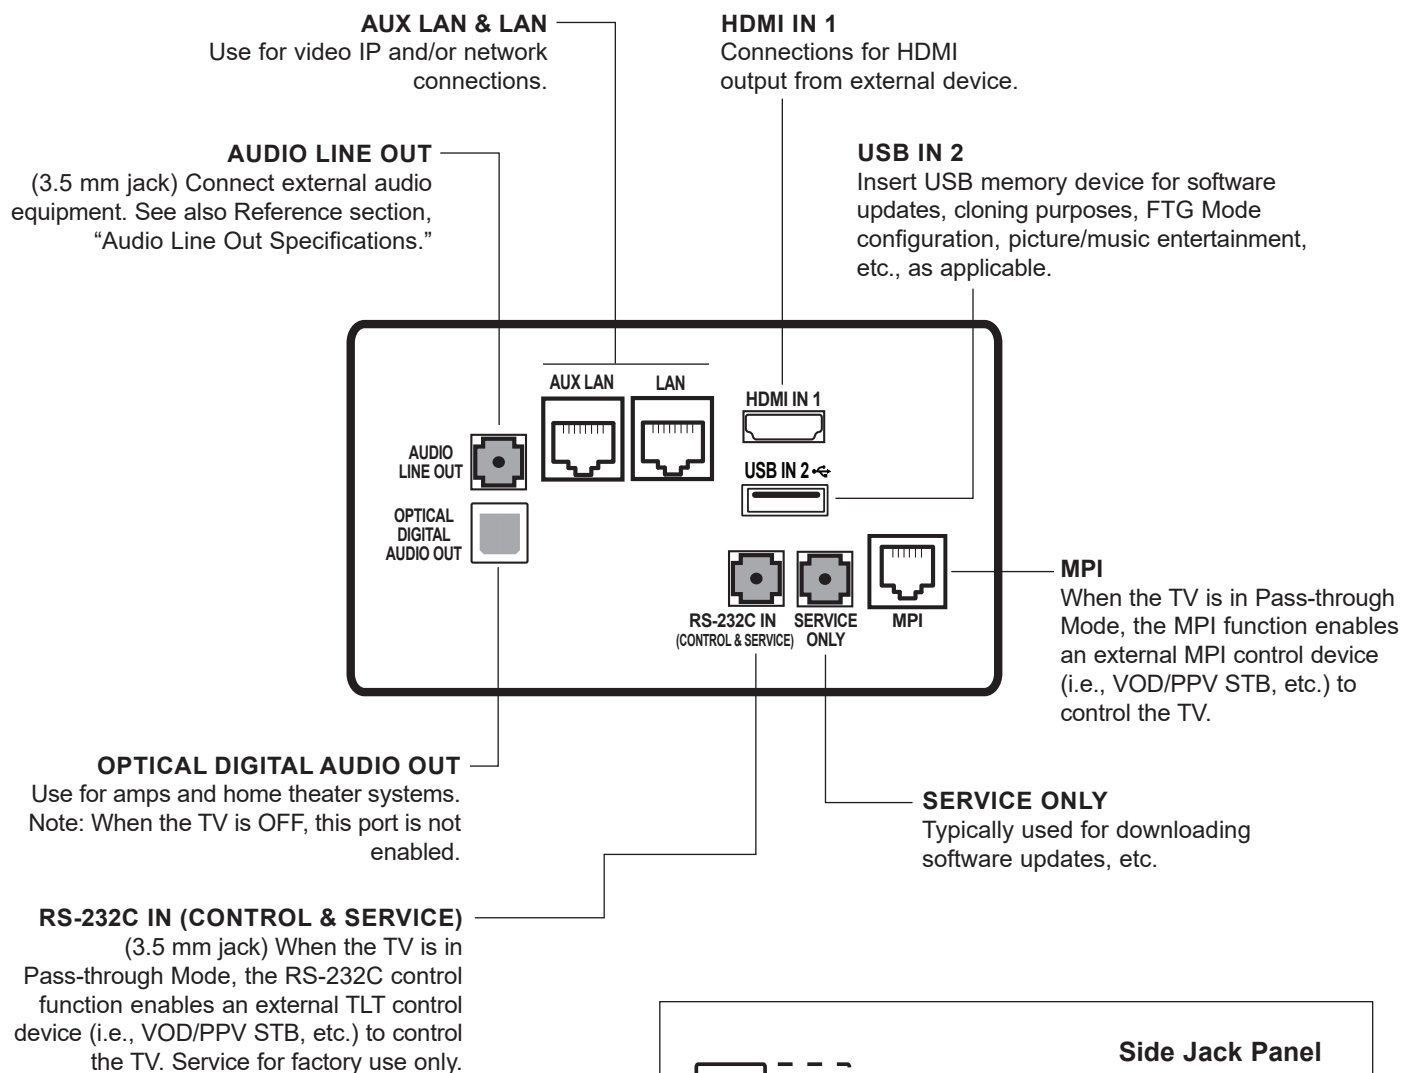 AUX LAN & LAN
Use for video IP and/or network
connections.
HDMI IN 1
Connections for HDMI
output from external device.
AUDIO LINE OUT
(3.5 mm jack) Connect external audio
equipment. See also Reference section,
“Audio Line Out Specifications.”
USB IN 2
Insert USB memory device for software
updates, cloning purposes, FTG Mode
configuration, picture/music entertainment,
etc., as applicable.
AUX LAN
LAN
HDMI IN 1
AUDIO
LINE OUT
USB IN 2
OPTICAL
DIGITAL
AUDIO OUT
RS-232C IN
(CONTROL & SERVICE)
SERVICE
ONLY
MPI
MPI
When the TV is in Pass-through
Mode, the MPI function enables
an external MPI control device
(i.e., VOD/PPV STB, etc.) to
control the TV.
OPTICAL DIGITAL AUDIO OUT
Use for amps and home theater systems.
Note: When the TV is OFF, this port is not
enabled.
SERVICE ONLY
Typically used for downloading
software updates, etc.
RS-232C IN (CONTROL & SERVICE)
(3.5 mm jack) When the TV is in
Pass-through Mode, the RS-232C control
function enables an external TLT control
device (i.e., VOD/PPV STB, etc.) to control
the TV. Service for factory use only.
Side Jack Panel